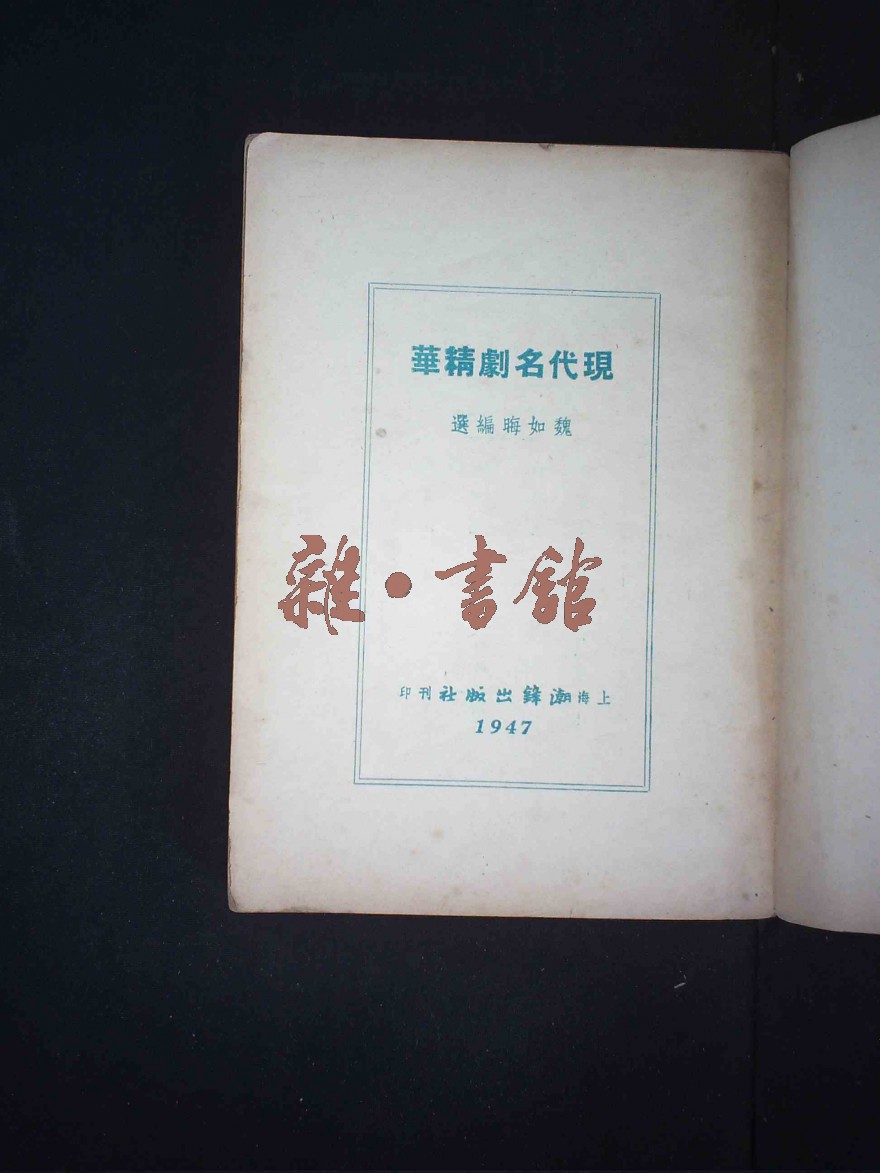 現代名劇精華
魏如晦編選
雜·書館
上海潮鋒出版社刊印
1947